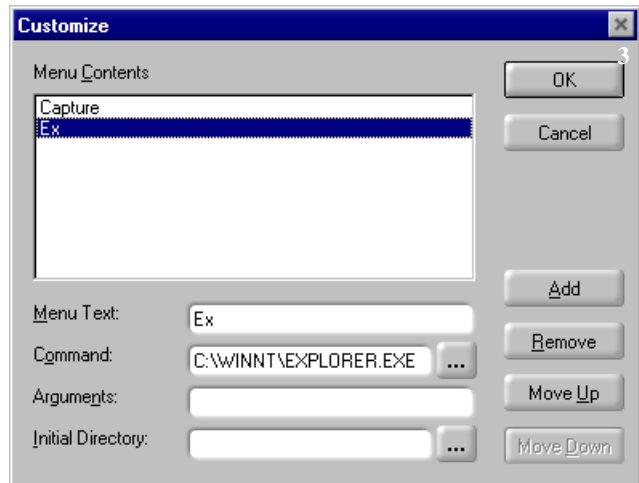 Customize
3
Menu Contents
Capture
Ex
OK
Cancel
Add
Remove
Move Up
Move Down
Menu Text:
Ex
Command:
C:\WINNT\EXPLORER.EXE
...
Arguments:
Initial Directory:
...